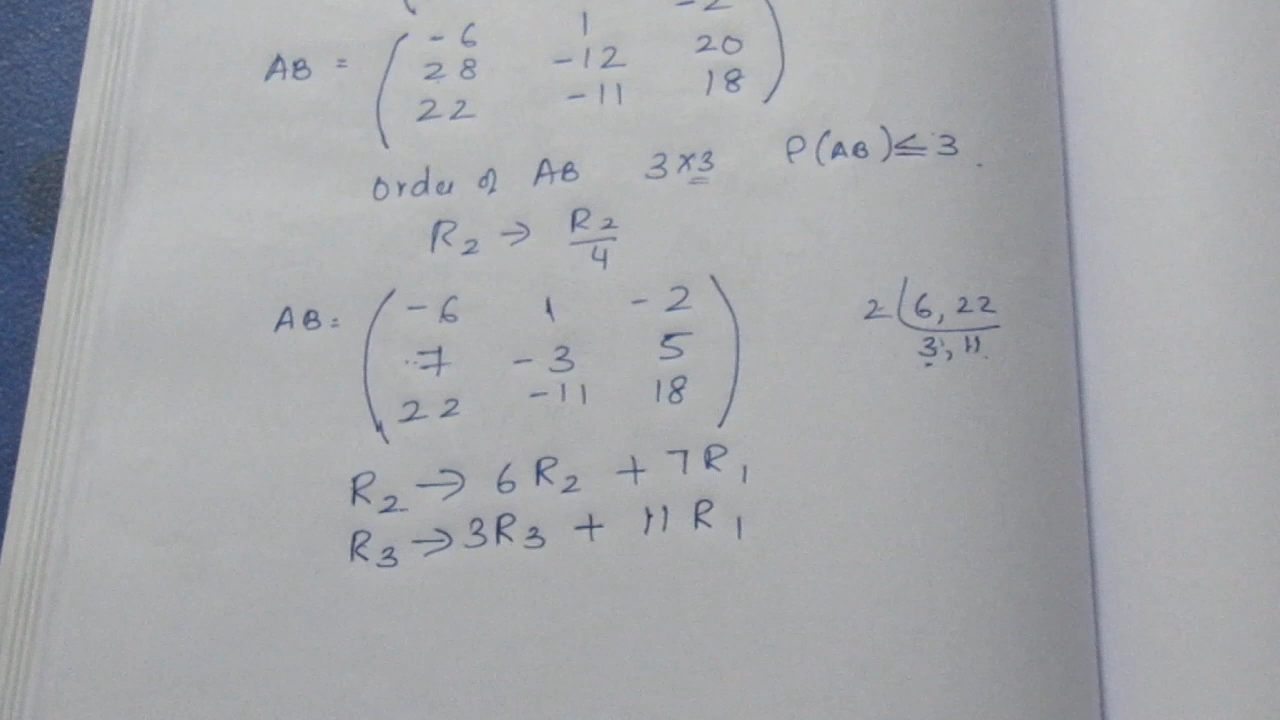 -6 1 -2
AB = 28 -12 20
22 -11 18
Order of AB 3×3 P(AB)≤3.
R2 → R2/4
-6 1 -2
AB = 7 -3 5
22 -11 18
2 | 6, 22
3, 11
R2 → 6R2 + 7R1
R3 → 3R3 + 11R1